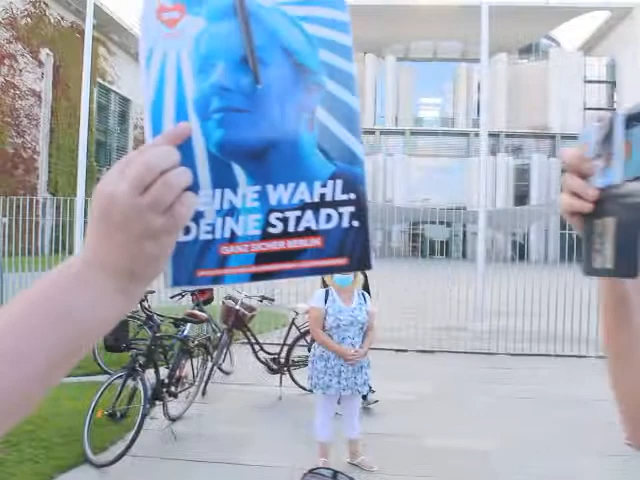 EINE WAHL.
DEINE STADT.
GANZ SICHER BERLIN